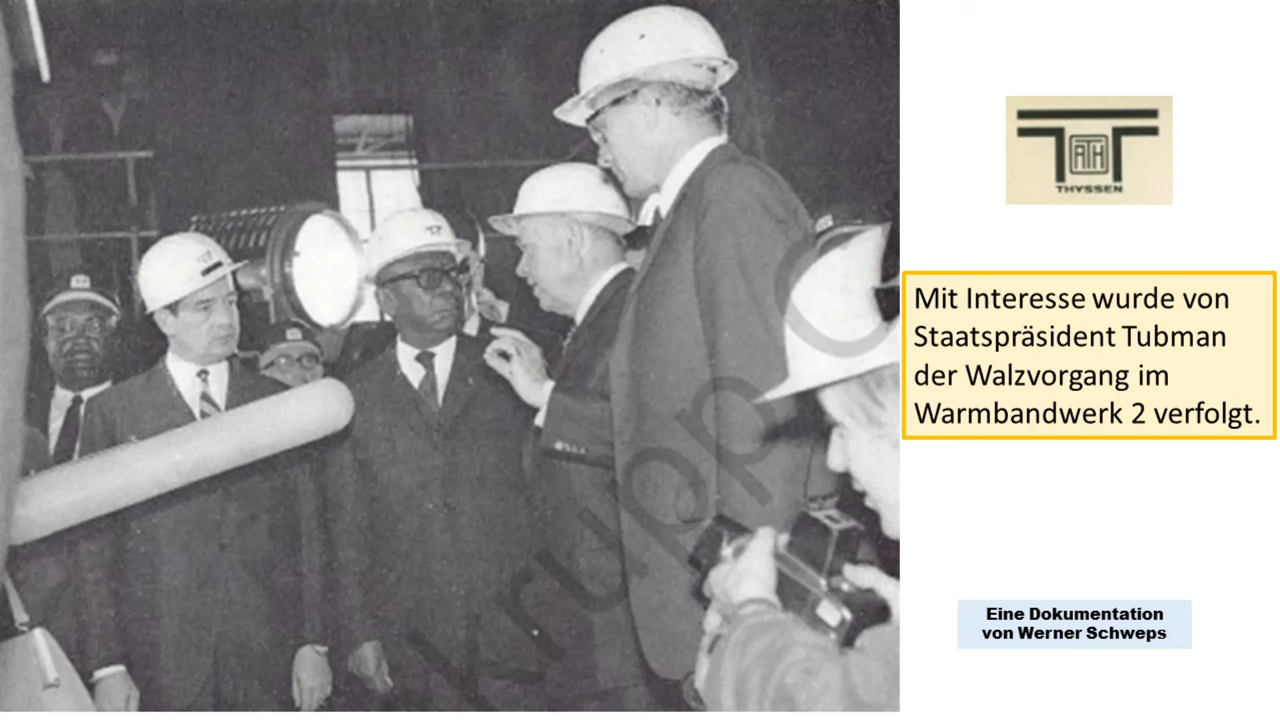 ATH
THYSSEN
Mit Interesse wurde von
Staatspräsident Tubman
der Walzvorgang im
Warmbandwerk 2 verfolgt.
Eine Dokumentation
von Werner Schweps